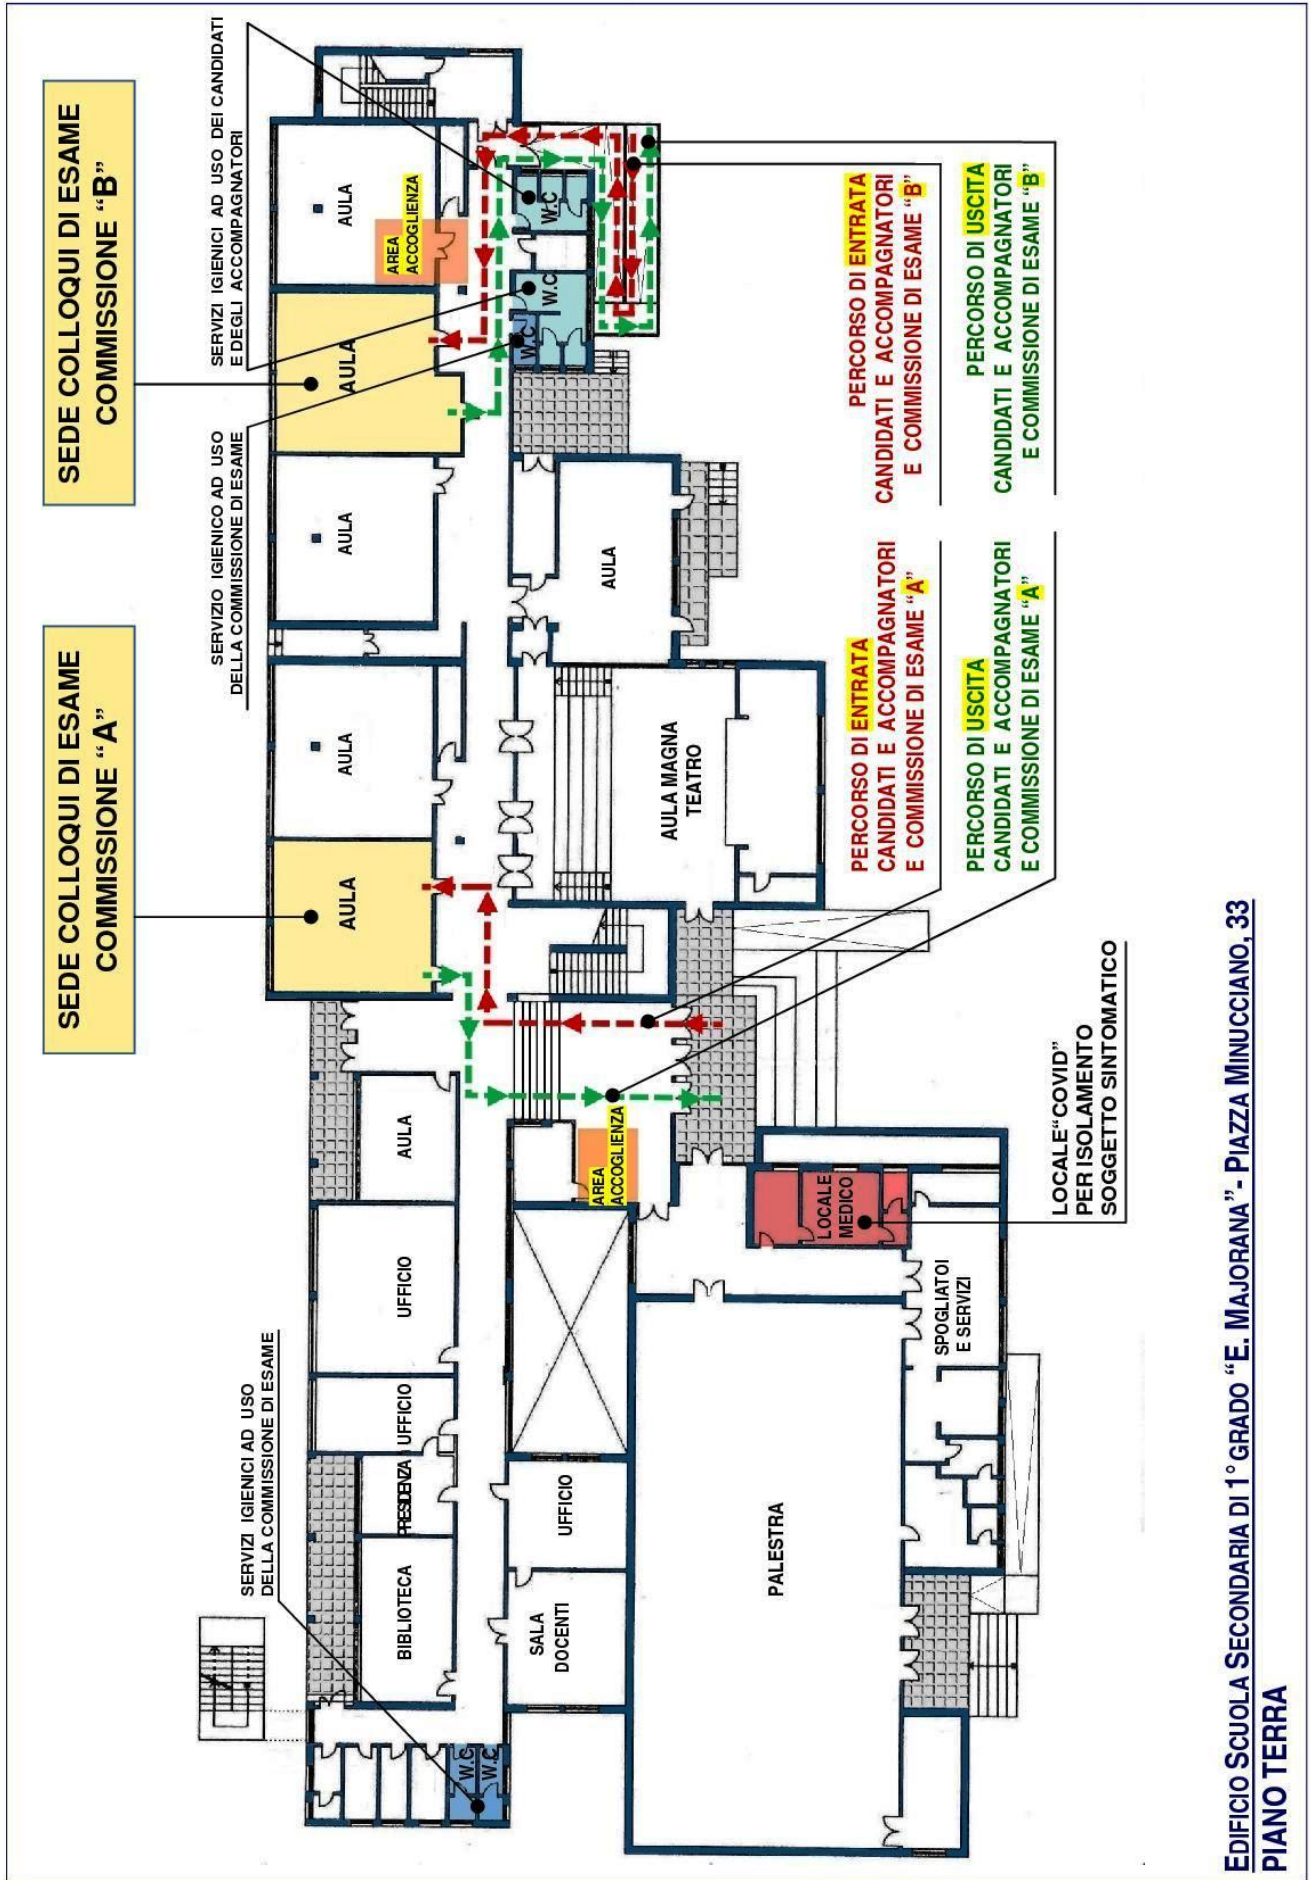 SEDE COLLOQUI DI ESAME
COMMISSIONE “A”
SEDE COLLOQUI DI ESAME
COMMISSIONE “B”
SERVIZI IGIENICI AD USO
DELLA COMMISSIONE DI ESAME
SERVIZIO IGIENICO AD USO
DELLA COMMISSIONE DI ESAME
SERVIZI IGIENICI AD USO DEI CANDIDATI
E DEGLI ACCOMPAGNATORI
AULA
AULA
AULA
AULA
AULA
AREA
ACCOGLIENZA
BIBLIOTECA
PRESIDENZA
UFFICIO
UFFICIO
AULA
W.C
W.C
W.C
W.C.
W.C
SALA
DOCENTI
UFFICIO
AREA
ACCOGLIENZA
AULA
AULA MAGNA
TEATRO
PALESTRA
LOCALE
MEDICO
SPOGLIATOI
E SERVIZI
PERCORSO DI ENTRATA
CANDIDATI E ACCOMPAGNATORI
E COMMISSIONE DI ESAME “A”
PERCORSO DI ENTRATA
CANDIDATI E ACCOMPAGNATORI
E COMMISSIONE DI ESAME “B”
PERCORSO DI USCITA
CANDIDATI E ACCOMPAGNATORI
E COMMISSIONE DI ESAME “A”
PERCORSO DI USCITA
CANDIDATI E ACCOMPAGNATORI
E COMMISSIONE DI ESAME “B”
LOCALE“COVID”
PER ISOLAMENTO
SOGGETTO SINTOMATICO
EDIFICIO SCUOLA SECONDARIA DI 1° GRADO “E. MAJORANA”- PIAZZA MINUCCIANO, 33
PIANO TERRA